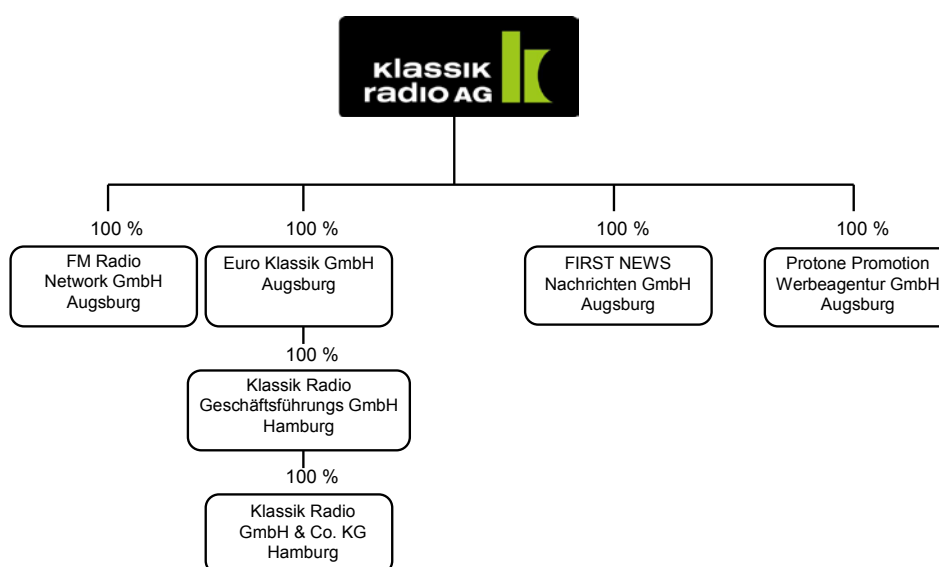 Klassik
radio AG
100 %
100 %
100 %
100 %
FM Radio
Network GmbH
Augsburg
Euro Klassik GmbH
Augsburg
FIRST NEWS
Nachrichten GmbH
Augsburg
Protone Promotion
Werbeagentur GmbH
Augsburg
100 %
Klassik Radio
Geschäftsführungs GmbH
Hamburg
100 %
Klassik Radio
GmbH & Co. KG
Hamburg